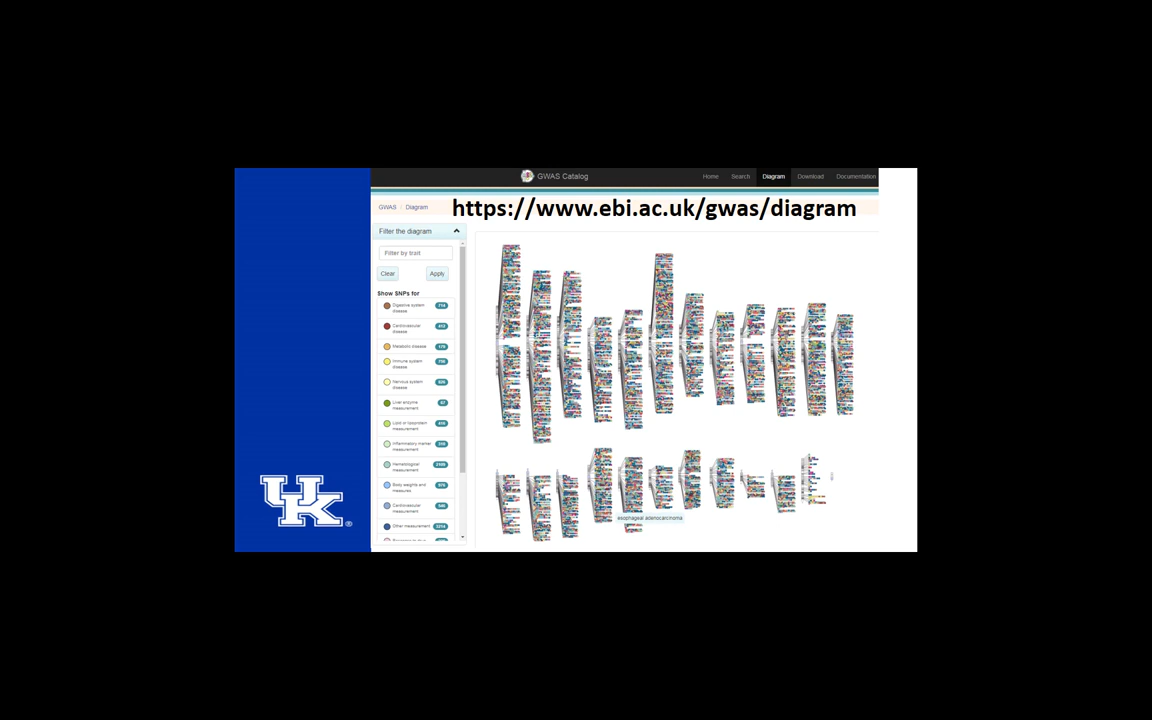 GWAS Catalog
Home Search Diagram Download Documentation
GWAS / Diagram
https://www.ebi.ac.uk/gwas/diagram
Filter the diagram
Filter by trait
Clear Apply
Show SNPs for
Digestive system
disease
Cardiovascular
disease
Metabolic disease
Immune system
disease
Nervous system
disease
Liver enzyme
measurement
Lipid or lipoprotein
measurement
Inflammatory marker
measurement
Hematological
measurement
Body weights and
measures
Cardiovascular
measurement
Other measurement
esophageal adenocarcinoma
UK